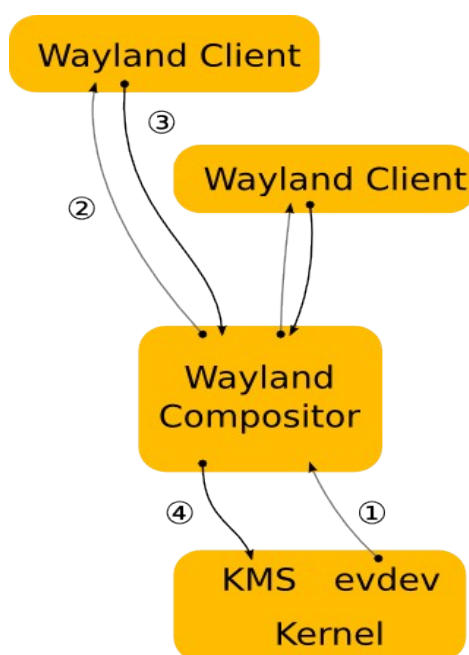 Wayland Client
③
Wayland Client
②
Wayland
Compositor
④
①
KMS evdev
Kernel